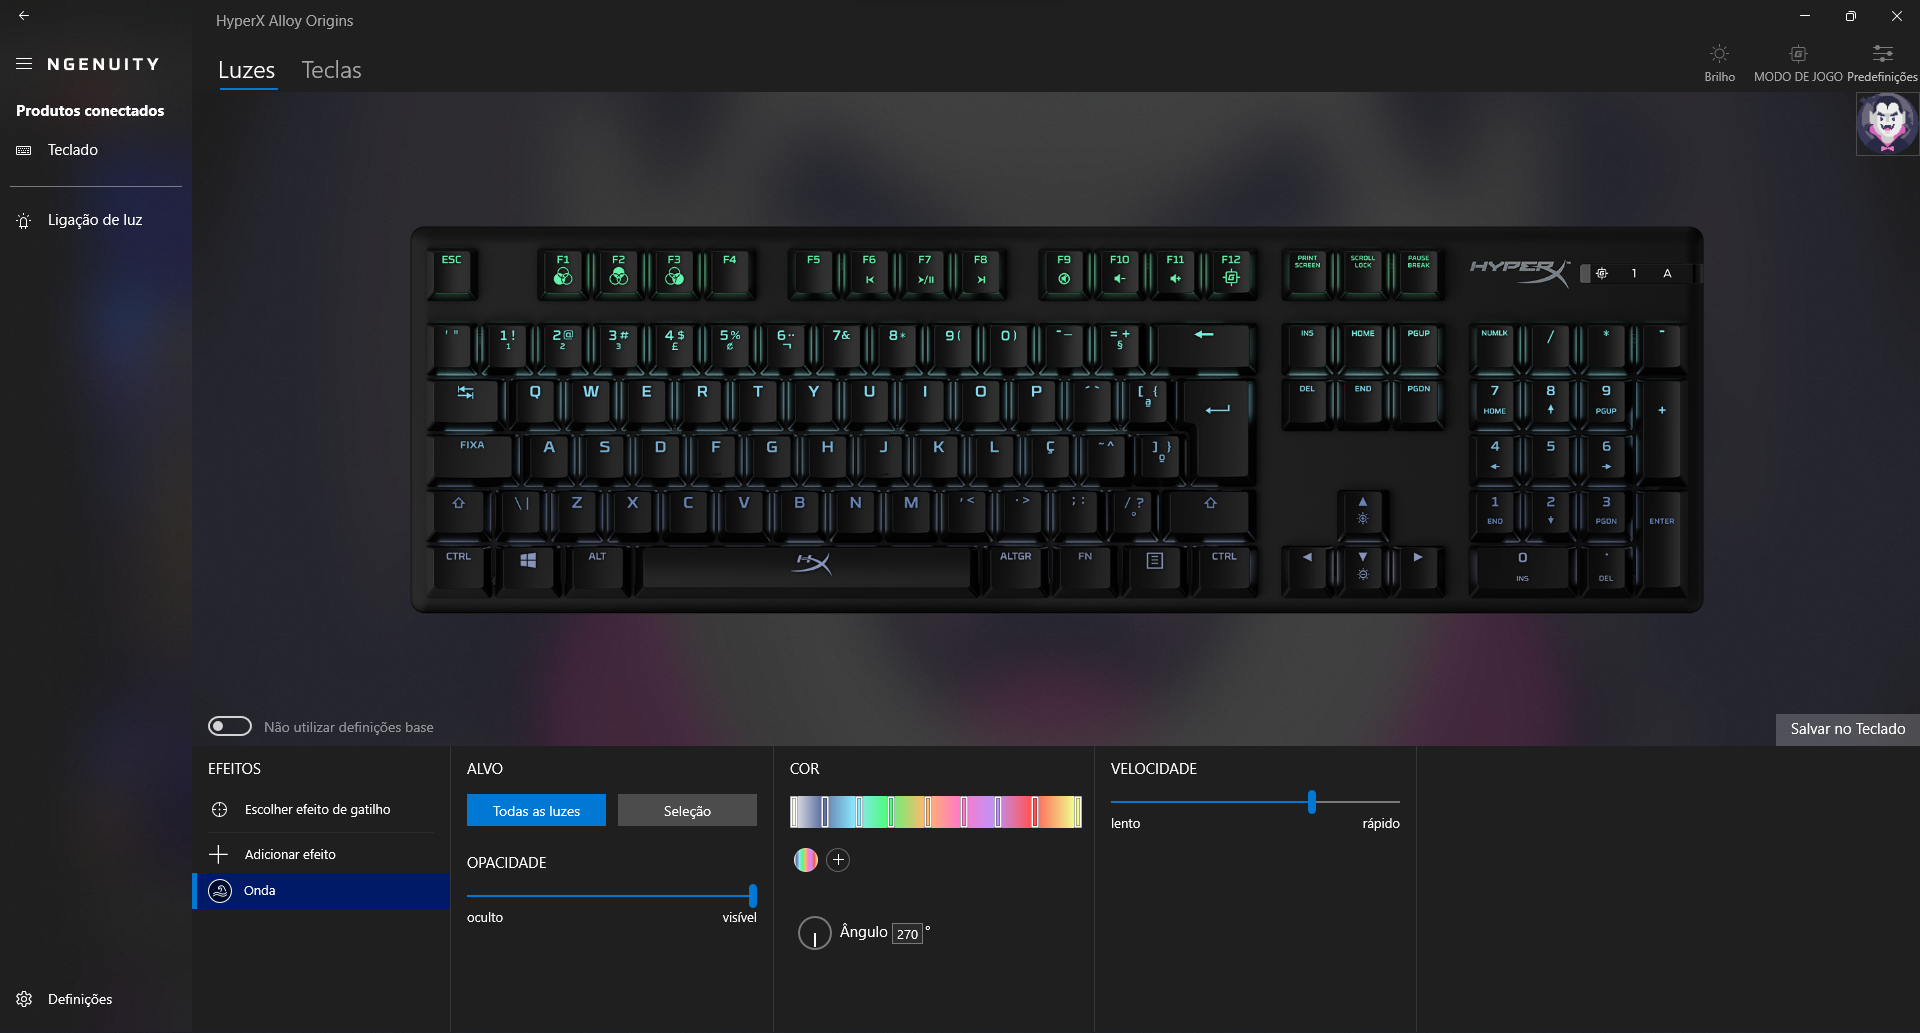 HyperX Alloy Origins
NGENUITY
Luzes Teclas
Brilho MODO DE JOGO Predefinições
Produtos conectados
Teclado
Ligação de luz
ESC F1 F2 F3 F4 F5 F6 F7 F8 F9 F10 F11 F12 PRINT SCREEN SCROLL LOCK PAUSE BREAK HYPERX 1 A
' " 1 ! 1 2 @ 2 3 # 3 4 $ £ 5 % ¢ 6 ¨ ¬ 7 & 8 * 9 ( 0 ) - _ = + § INS HOME PGUP NUMLK / * -
Q W E R T Y U I O P ´ ` [ { ª DEL END PGDN 7 HOME 8 9 PGUP +
FIXA A S D F G H J K L Ç ~ ^ ] } º 4 5 6
\ | Z X C V B N M , < . > ; : / ? ° 1 END 2 3 PGDN ENTER
CTRL ALT HX ALTGR FN CTRL 0 INS . DEL
Não utilizar definições base
Salvar no Teclado
EFEITOS
Escolher efeito de gatilho
Adicionar efeito
Onda
ALVO
Todas as luzes Seleção
OPACIDADE
oculto visível
COR
Ângulo 270 °
VELOCIDADE
lento rápido
Definições